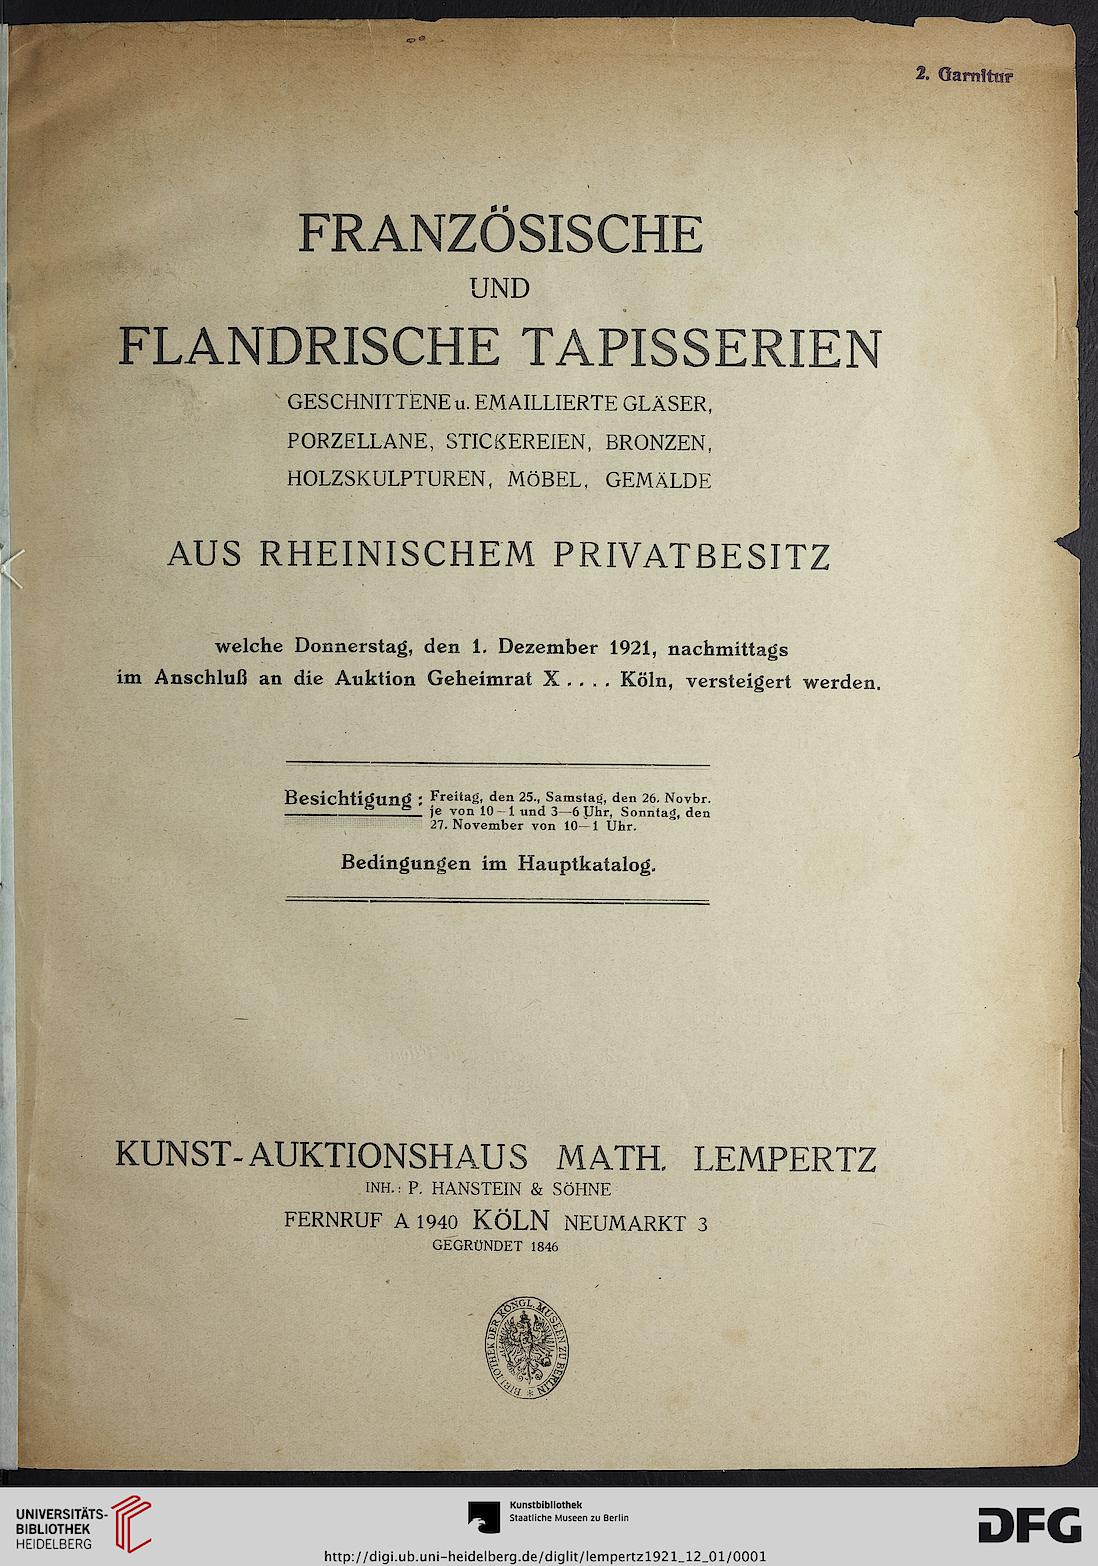 2. Garnitur
FRANZÖSISCHE
UND
FLANDRISCHE TAPISSERIEN
GESCHNITTENE u. EMAILLIERTE GLÄSER,
PORZELLANE, STICKEREIEN, BRONZEN,
HOLZSKULPTUREN, MÖBEL, GEMÄLDE
AUS RHEINISCHEM PRIVATBESITZ
welche Donnerstag, den 1. Dezember 1921, nachmittags
im Anschluß an die Auktion Geheimrat X . . . . Köln, versteigert werden.
Besichtigung : Freitag, den 25., Samstag, den 26. Novbr.
je von 10—1 und 3—6 Uhr, Sonntag, den
27. November von 10—1 Uhr.
Bedingungen im Hauptkatalog.
KUNST-AUKTIONSHAUS MATH. LEMPERTZ
INH.: P. HANSTEIN & SÖHNE
FERNRUF A 1940 KÖLN NEUMARKT 3
GEGRÜNDET 1846
BIBLIOTHEK DER KÖNGL. MUSEEN ZU BERLIN *
UNIVERSITÄTS-
BIBLIOTHEK
HEIDELBERG
Kunstbibliothek
Staatliche Museen zu Berlin
DFG
http://digi.ub.uni-heidelberg.de/diglit/lempertz1921_12_01/0001